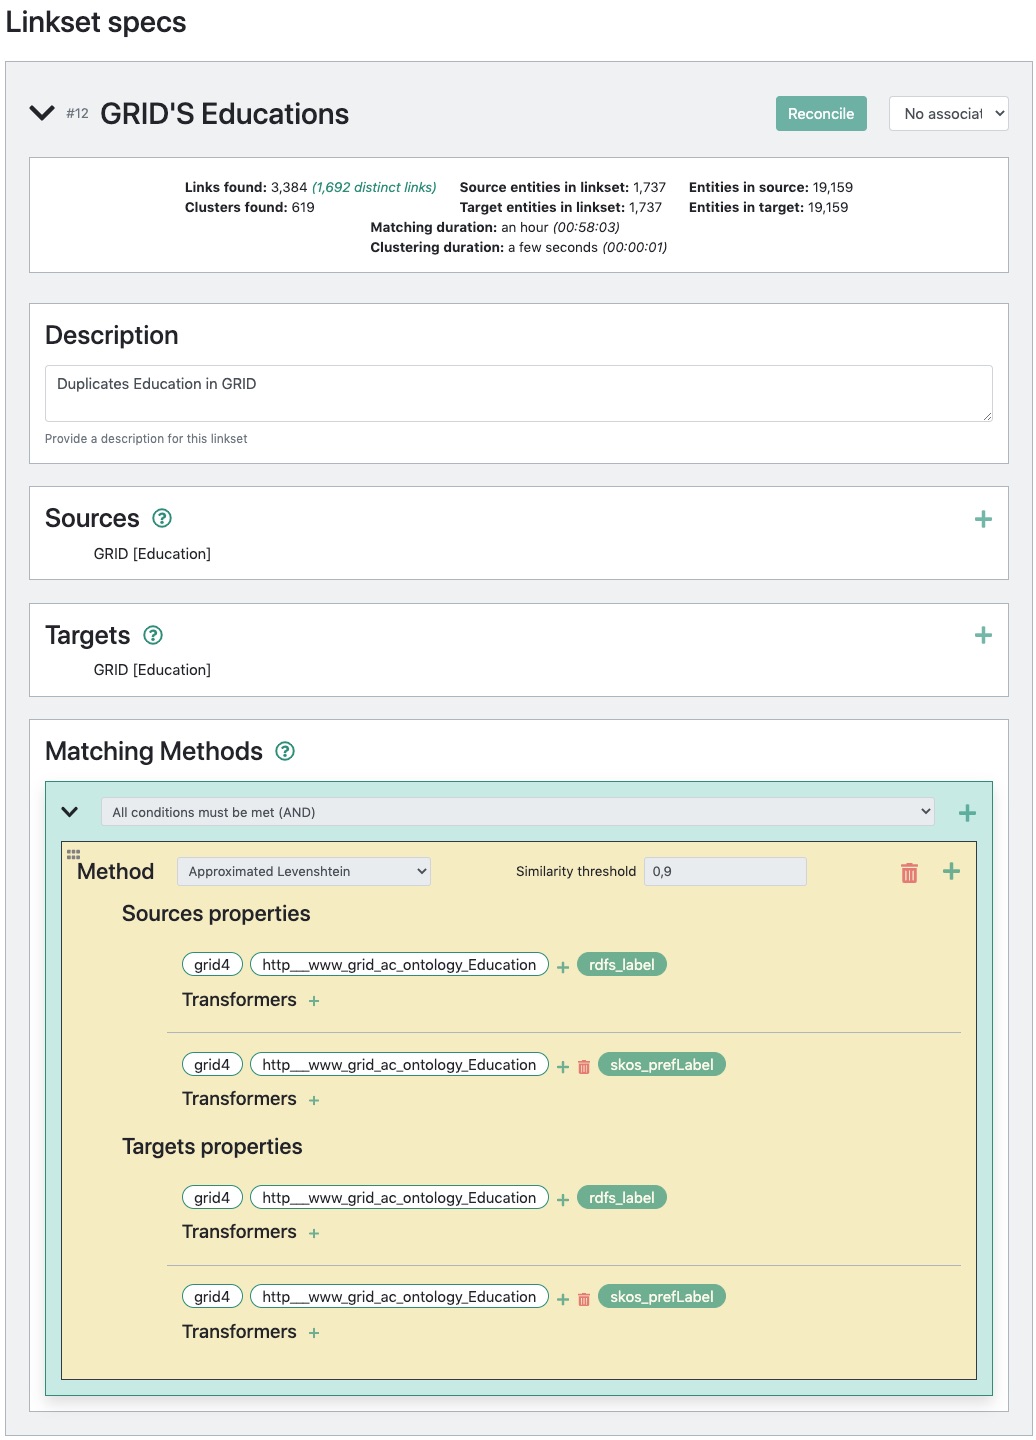 Linkset specs
#12 GRID'S Educations Reconcile No associat
Links found: 3,384 (1,692 distinct links) Source entities in linkset: 1,737 Entities in source: 19,159
Clusters found: 619 Target entities in linkset: 1,737 Entities in target: 19,159
Matching duration: an hour (00:58:03)
Clustering duration: a few seconds (00:00:01)
Description
Duplicates Education in GRID
Provide a description for this linkset
Sources ? +
GRID [Education]
Targets ? +
GRID [Education]
Matching Methods ?
All conditions must be met (AND) +
Method Approximated Levenshtein Similarity threshold 0,9 +
Sources properties
grid4 http___www_grid_ac_ontology_Education + rdfs_label
Transformers +
grid4 http___www_grid_ac_ontology_Education + skos_prefLabel
Transformers +
Targets properties
grid4 http___www_grid_ac_ontology_Education + rdfs_label
Transformers +
grid4 http___www_grid_ac_ontology_Education + skos_prefLabel
Transformers +